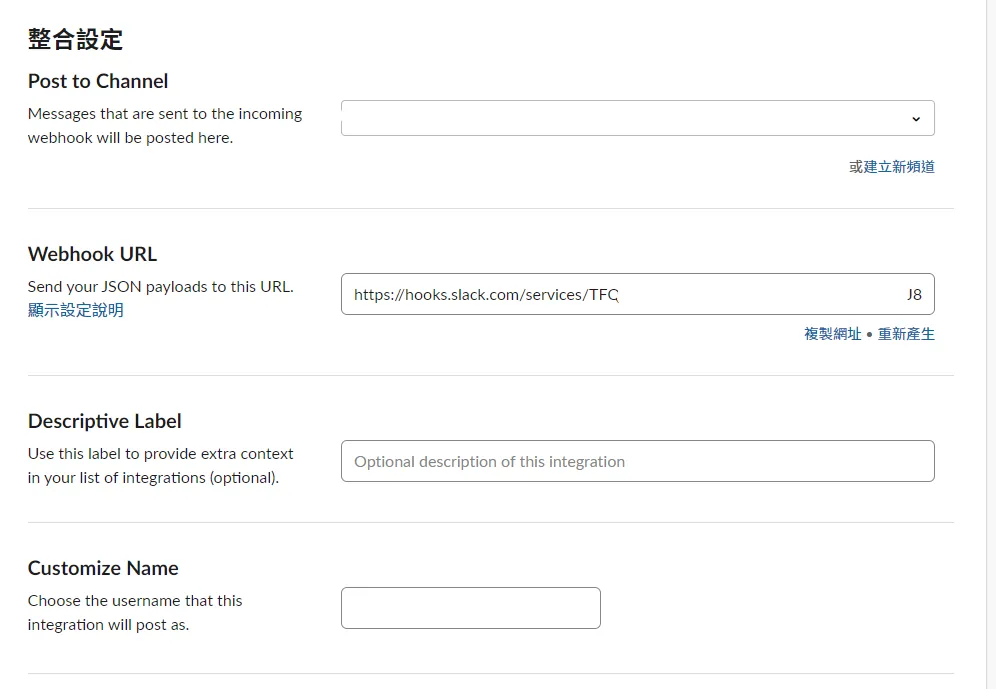 整合設定
Post to Channel
Messages that are sent to the incoming
webhook will be posted here.
或建立新頻道
Webhook URL
Send your JSON payloads to this URL.
顯示設定說明
https://hooks.slack.com/services/TFC J8
複製網址 • 重新產生
Descriptive Label
Use this label to provide extra context
in your list of integrations (optional).
Optional description of this integration
Customize Name
Choose the username that this
integration will post as.